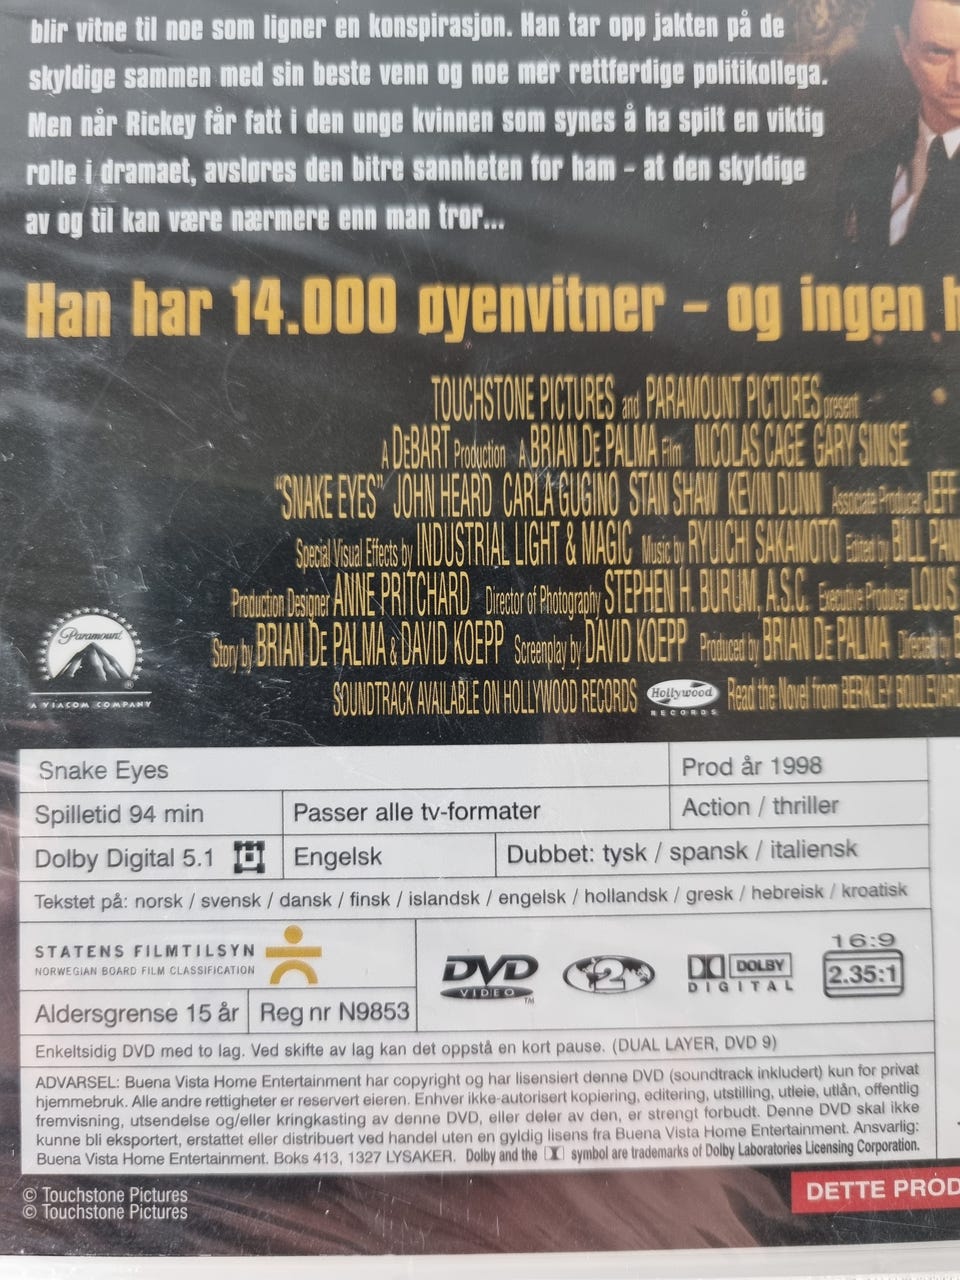 blir vitne til noe som ligner en konspirasjon. Han tar opp jakten på de
skyldige sammen med sin beste venn og noe mer rettferdige politikollega.
Men når Rickey får fatt i den unge kvinnen som synes å ha spilt en viktig
rolle i dramaet, avsløres den bitre sannheten for ham – at den skyldige
av og til kan være nærmere enn man tror...
Han har 14.000 øyenvitner – og ingen
TOUCHSTONE PICTURES and PARAMOUNT PICTURES present
A DEBART Production A BRIAN DE PALMA Film NICOLAS CAGE GARY SINISE
"SNAKE EYES" JOHN HEARD CARLA GUGINO STAN SHAW KEVIN DUNN Associate Producer JEFF
Special Visual Effects by INDUSTRIAL LIGHT & MAGIC Music by RYUICHI SAKAMOTO Edited by BILL PAN
Production Designer ANNE PRITCHARD Director of Photography STEPHEN H. BURUM, A.S.C. Executive Producer LOUIS
Story by BRIAN DE PALMA & DAVID KOEPP Screenplay by DAVID KOEPP Produced by BRIAN DE PALMA Directed by
SOUNDTRACK AVAILABLE ON HOLLYWOOD RECORDS Hollywood RECORDS Read the Novel from BERKLEY BOULEVARD
Paramount
A VIACOM COMPANY
Snake Eyes
Prod år 1998
Spilletid 94 min
Passer alle tv-formater
Action / thriller
Dolby Digital 5.1
Engelsk
Dubbet: tysk / spansk / italiensk
Tekstet på: norsk / svensk / dansk / finsk / islandsk / engelsk / hollandsk / gresk / hebreisk / kroatisk
STATENS FILMTILSYN
NORWEGIAN BOARD FILM CLASSIFICATION
Aldersgrense 15 år
Reg nr N9853
DVD VIDEO TM
2
DOLBY DIGITAL
16:9
2.35:1
Enkeltsidig DVD med to lag. Ved skifte av lag kan det oppstå en kort pause. (DUAL LAYER, DVD 9)
ADVARSEL: Buena Vista Home Entertainment har copyright og har lisensiert denne DVD (soundtrack inkludert) kun for privat
hjemmebruk. Alle andre rettigheter er reservert eieren. Enhver ikke-autorisert kopiering, editering, utstilling, utleie, utlån, offentlig
fremvisning, utsendelse og/eller kringkasting av denne DVD, eller deler av den, er strengt forbudt. Denne DVD skal ikke
kunne bli eksportert, erstattet eller distribuert ved handel uten en gyldig lisens fra Buena Vista Home Entertainment. Ansvarlig:
Buena Vista Home Entertainment. Boks 413, 1327 LYSAKER. Dolby and the symbol are trademarks of Dolby Laboratories Licensing Corporation.
© Touchstone Pictures
© Touchstone Pictures
DETTE PROD